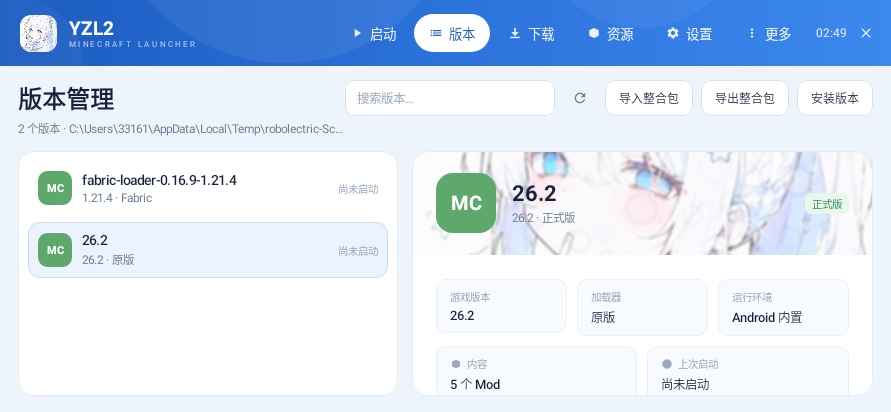 YZL2
MINECRAFT LAUNCHER
启动
版本
下载
资源
设置
更多
02:49
版本管理
搜索版本...
导入整合包
导出整合包
安装版本
2 个版本 · C:\Users\33161\AppData\Local\Temp\robolectric-Sc...
MC
fabric-loader-0.16.9-1.21.4
1.21.4 · Fabric
尚未启动
MC
26.2
26.2 · 原版
尚未启动
MC
26.2
26.2 · 正式版
正式版
游戏版本
26.2
加载器
原版
运行环境
Android 内置
内容
5 个 Mod
上次启动
尚未启动